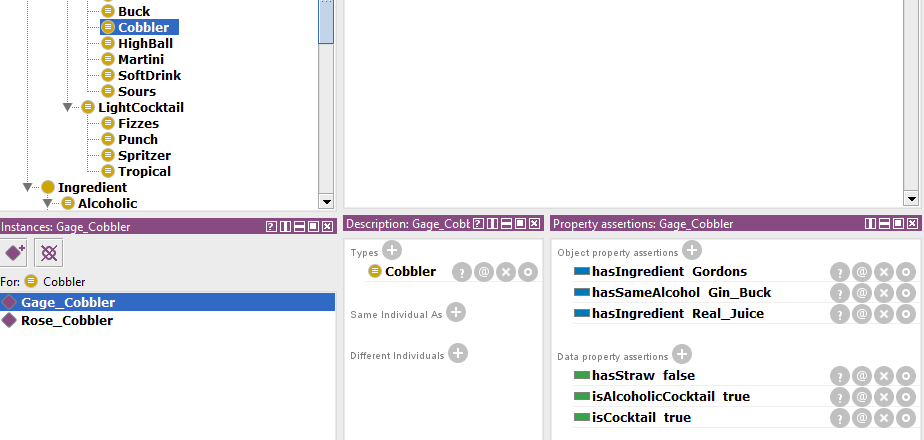 Buck
Cobbler
HighBall
Martini
SoftDrink
Sours
LightCocktail
Fizzes
Punch
Spritzer
Tropical
Ingredient
Alcoholic
Instances: Gage_Cobbler
For: Cobbler
Gage_Cobbler
Rose_Cobbler
Description: Gage_Cobb
Types
Cobbler
Same Individual As
Different Individuals
Property assertions: Gage_Cobbler
Object property assertions
hasIngredient Gordons
hasSameAlcohol Gin_Buck
hasIngredient Real_Juice
Data property assertions
hasStraw false
isAlcoholicCocktail true
isCocktail true